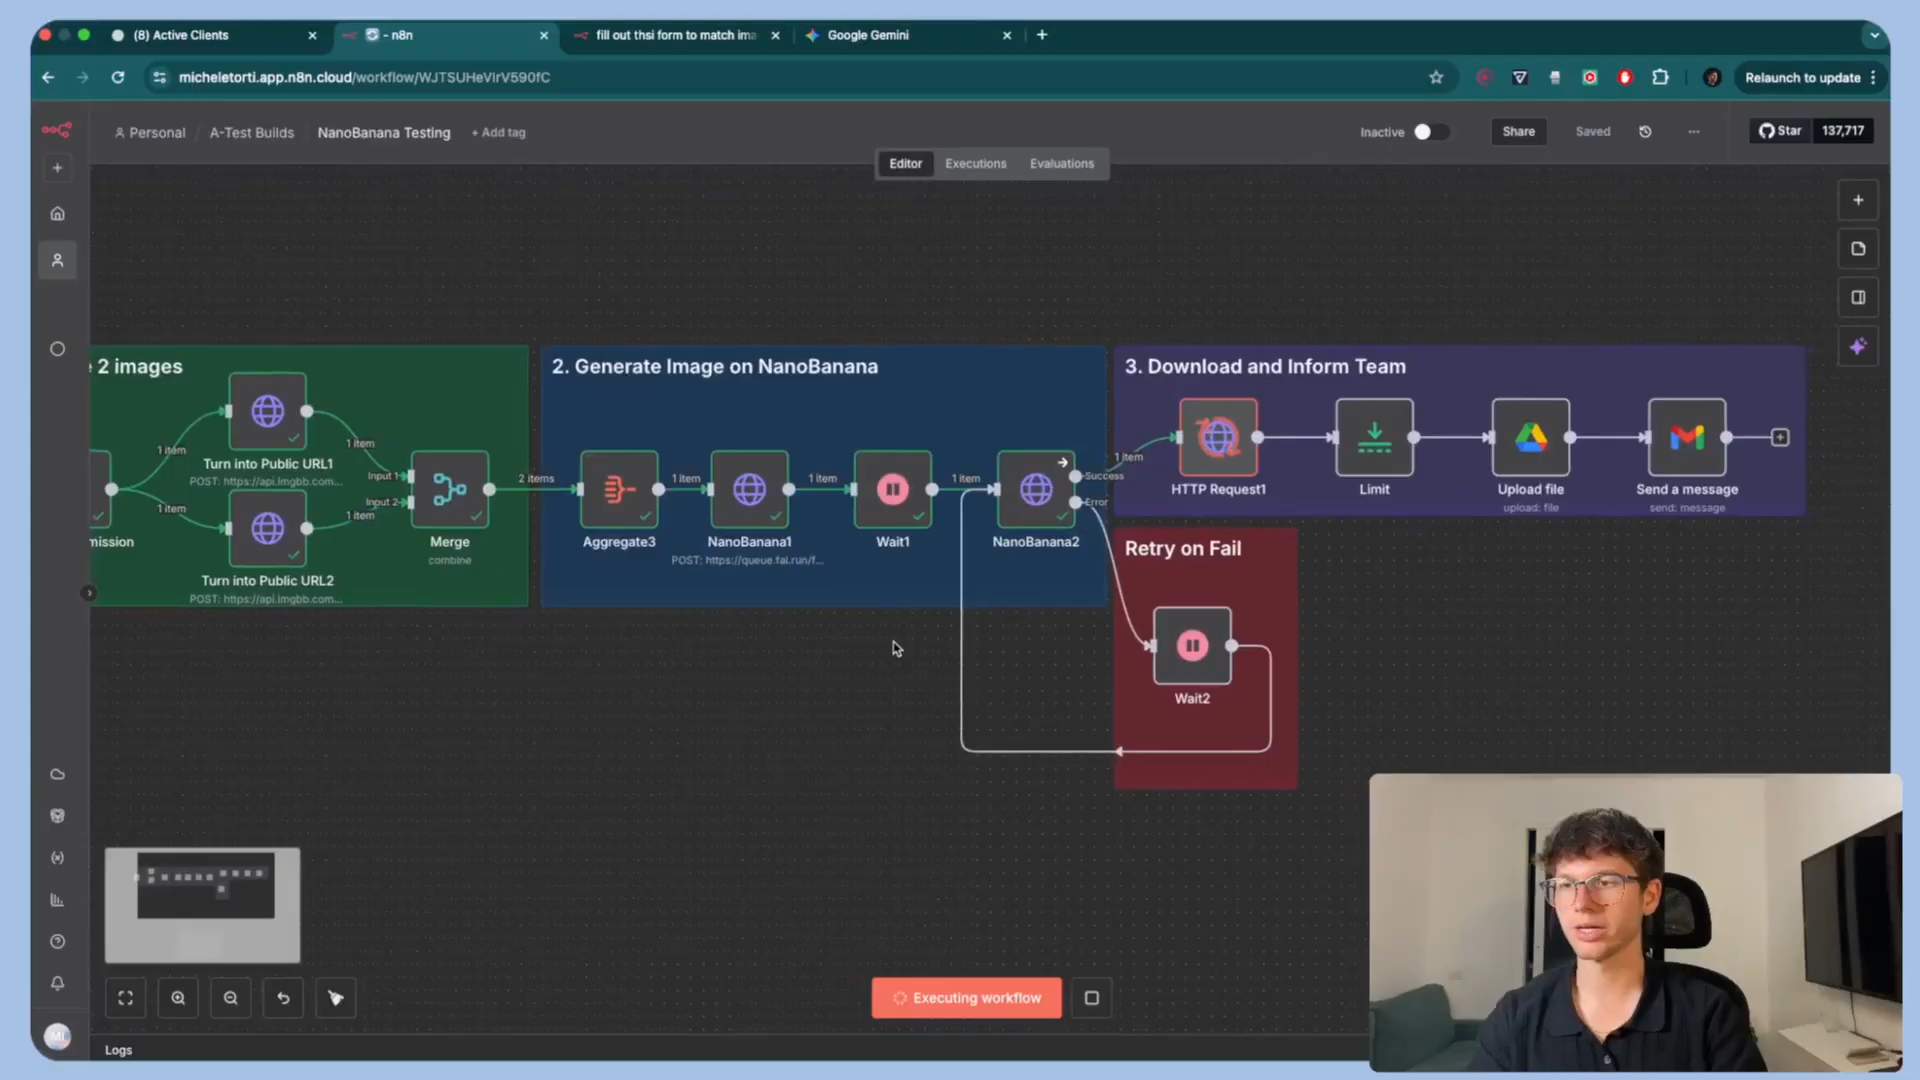 (8) Active Clients
- n8n
fill out thsi form to match ima
Google Gemini
micheletorti.app.n8n.cloud/workflow/WJTSUHeVIrV590fC
Relaunch to update
Personal / A-Test Builds / NanoBanana Testing + Add tag
Inactive
Share
Saved
Star 137,717
Editor
Executions
Evaluations
e 2 images
1 item
1 item
Turn into Public URL1
POST: https://api.imgbb.com...
1 item
1 item
Turn into Public URL2
POST: https://api.imgbb.com...
mission
Input 1
Input 2
Merge
combine
2 items
2. Generate Image on NanoBanana
Aggregate3
1 item
NanoBanana1
POST: https://queue.fal.run/f...
1 item
Wait1
1 item
NanoBanana2
Success
Error
1 item
3. Download and Inform Team
HTTP Request1
Limit
Upload file
upload: file
Send a message
send: message
Retry on Fail
Wait2
Executing workflow
Logs